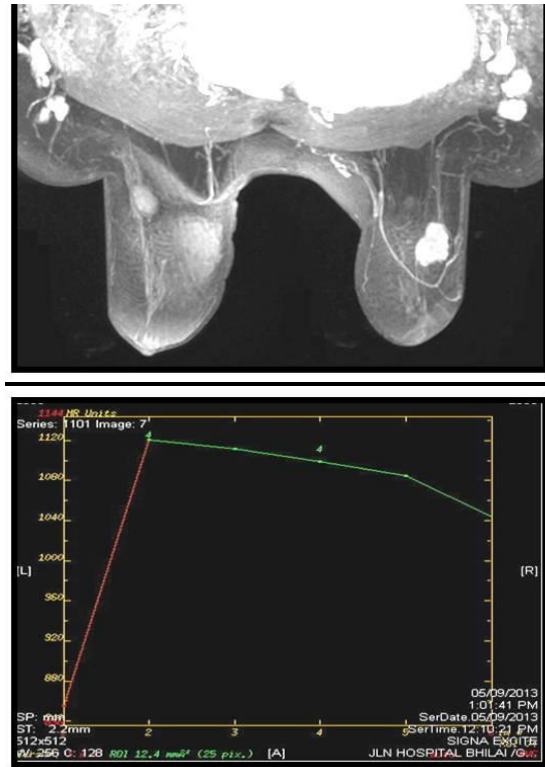 1144 MR Units
Series: 1101 Image: 7
1120
4
4
1080
1040
1000
[L]
[R]
960
920
880
05/09/2013
1:01:41 PM
SP: mm
SerDate.05/09/2013
ST: 2.2mm
2
3
4
5
SerTime.12:10:21 PM
512x512
SIGNA EXCITE
W: 256 C: 128 ROI 12.4 mm² (25 pix.) [A]
JLN HOSPITAL BHILAI /G